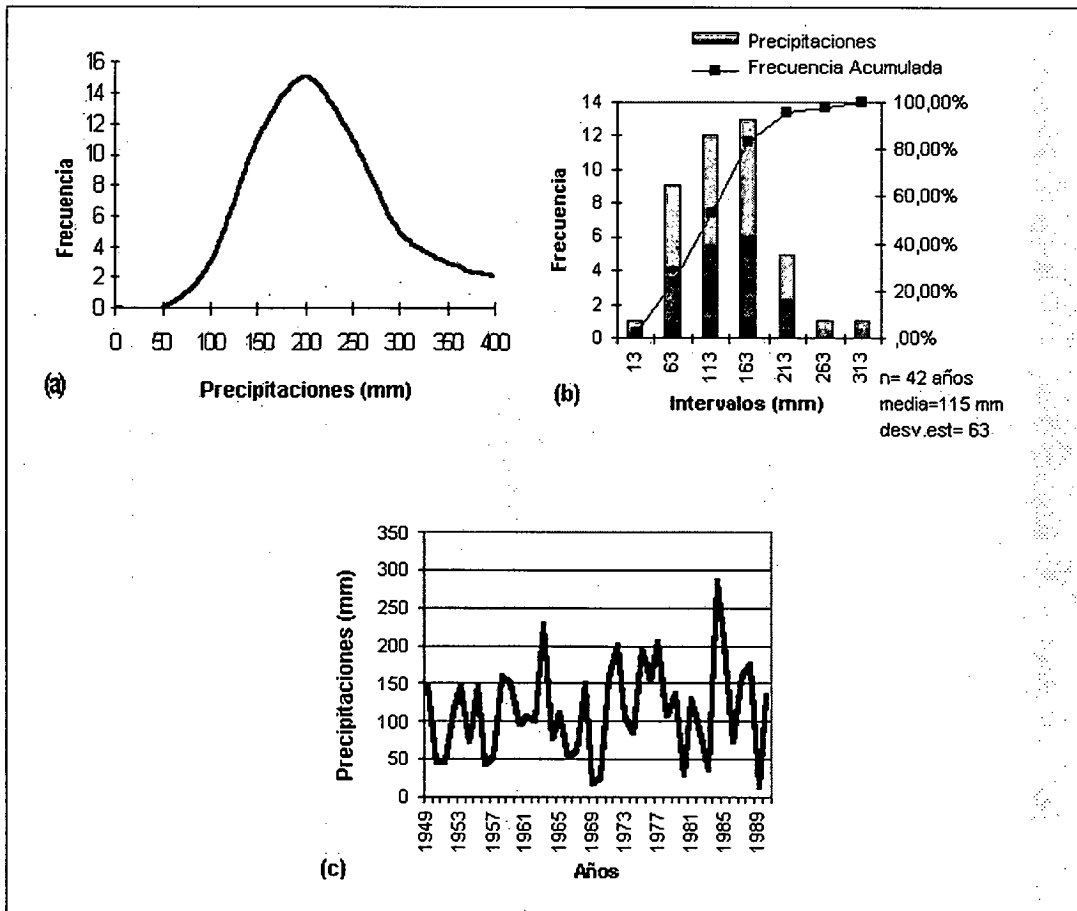 16
14
12
10
8
6
4
2
0
Frecuencia
0 50 100 150 200 250 300 350 400
Precipitaciones (mm)
(a)
Precipitaciones
Frecuencia Acumulada
14
12
10
8
6
4
2
0
Frecuencia
100,00%
80,00%
60,00%
40,00%
20,00%
,00%
13 63 113 163 213 263 313
Intervalos (mm)
(b)
n= 42 años
media=115 mm
desv.est= 63
350
300
250
200
150
100
50
0
Precipitaciones (mm)
1949 1953 1957 1961 1965 1969 1973 1977 1981 1985 1989
Años
(c)